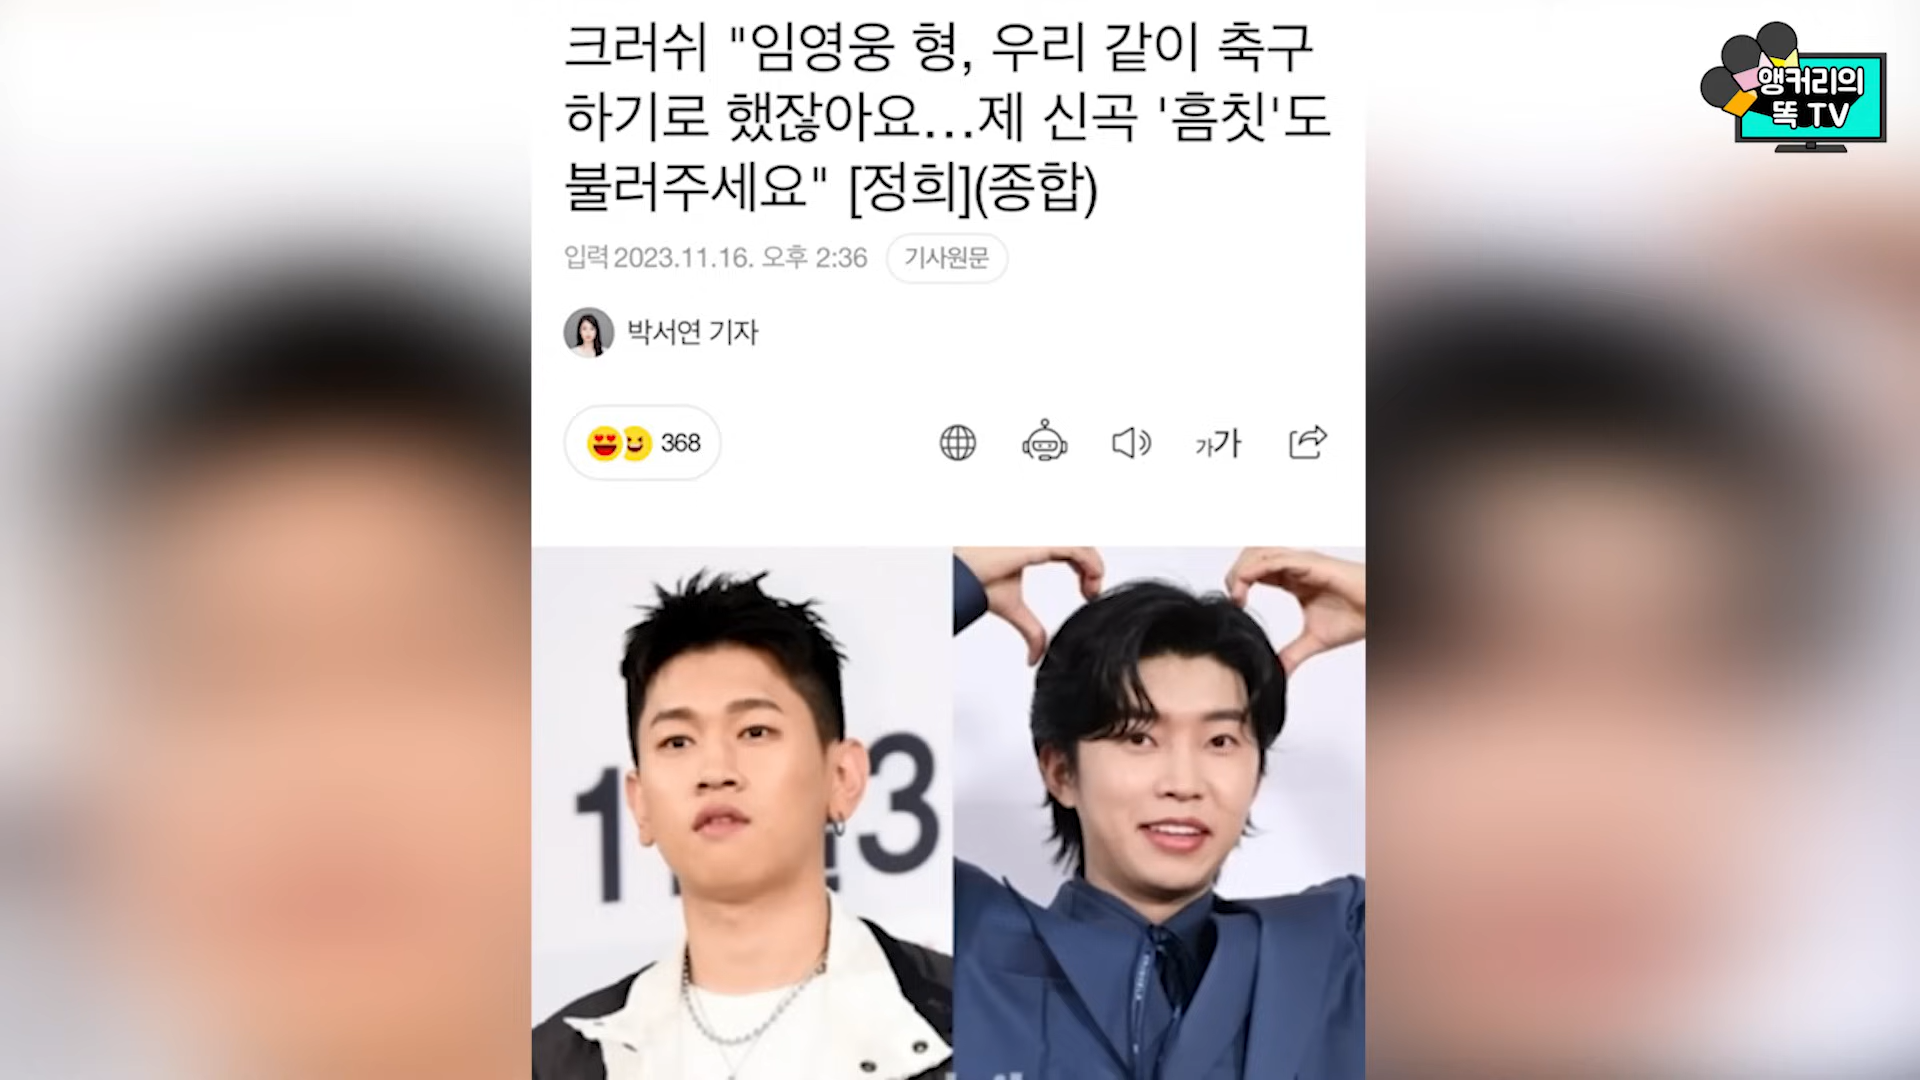 크러쉬 "임영웅 형, 우리 같이 축구
하기로 했잖아요…제 신곡 '흠칫'도
불러주세요" [정희](종합)
입력 2023.11.16. 오후 2:36 기사원문
박서연 기자
368
가가
앵커리의
똑 TV
1
3